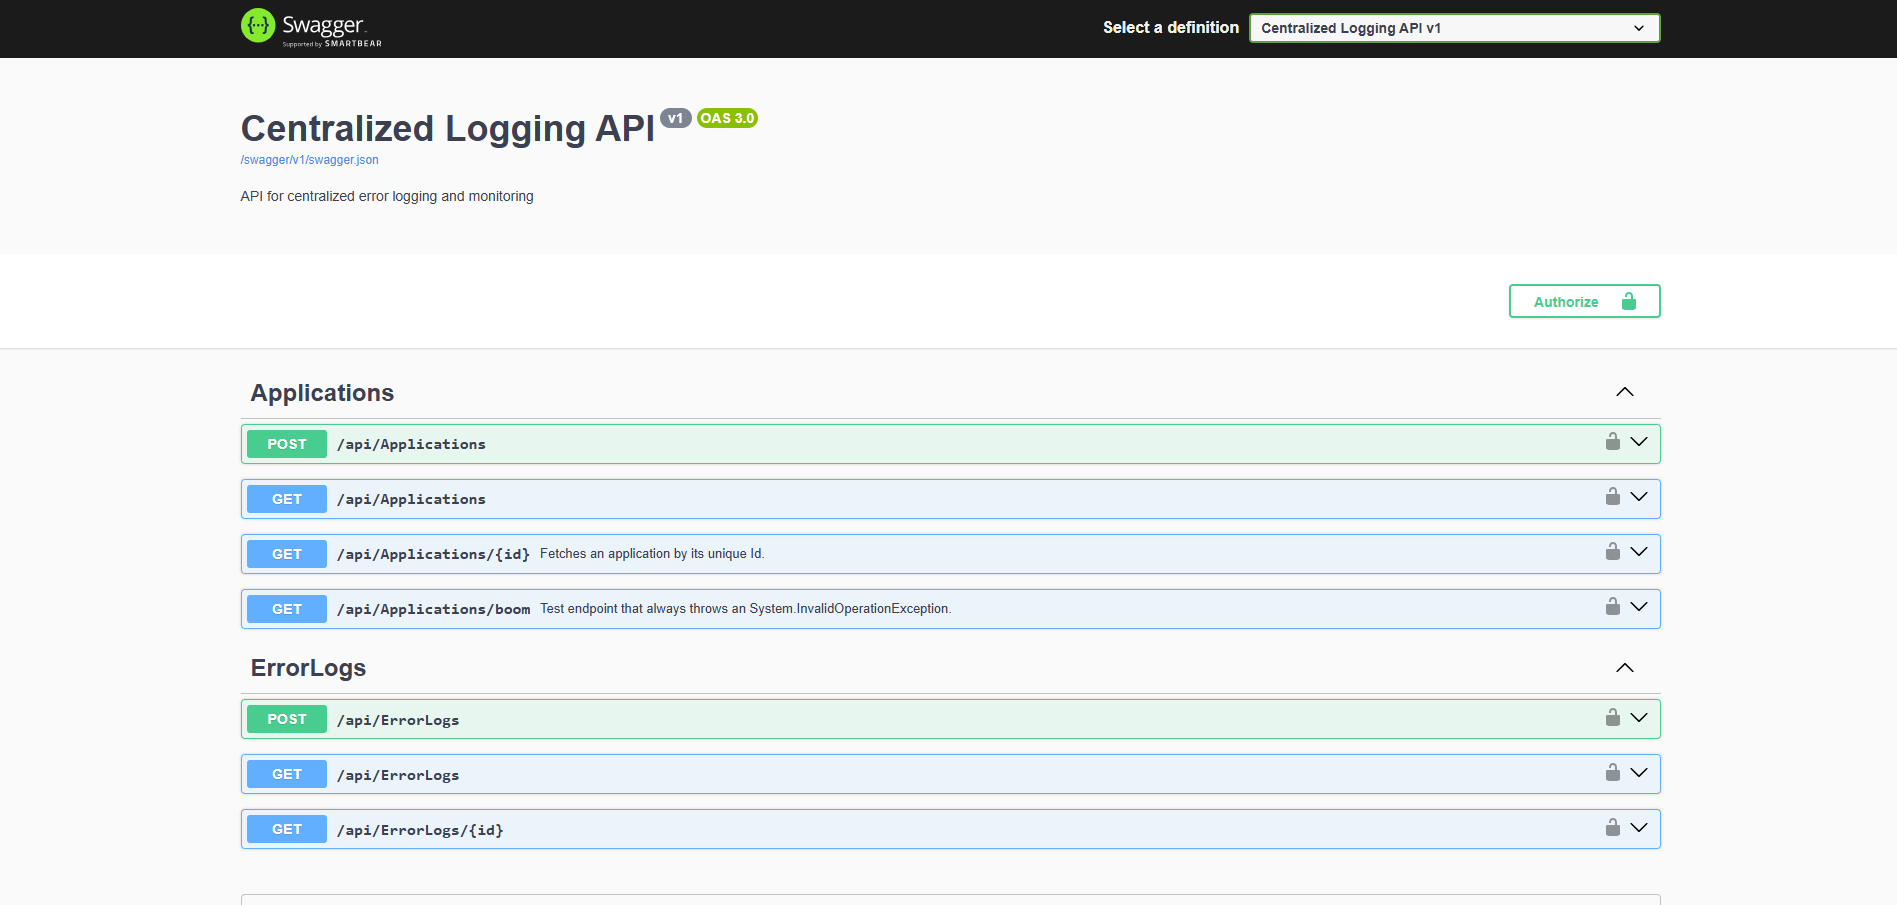 Swagger
Supported by SMARTBEAR
Select a definition
Centralized Logging API v1
Centralized Logging API v1 OAS 3.0
/swagger/v1/swagger.json
API for centralized error logging and monitoring
Authorize
Applications
POST /api/Applications
GET /api/Applications
GET /api/Applications/{id} Fetches an application by its unique Id.
GET /api/Applications/boom Test endpoint that always throws an System.InvalidOperationException.
ErrorLogs
POST /api/ErrorLogs
GET /api/ErrorLogs
GET /api/ErrorLogs/{id}